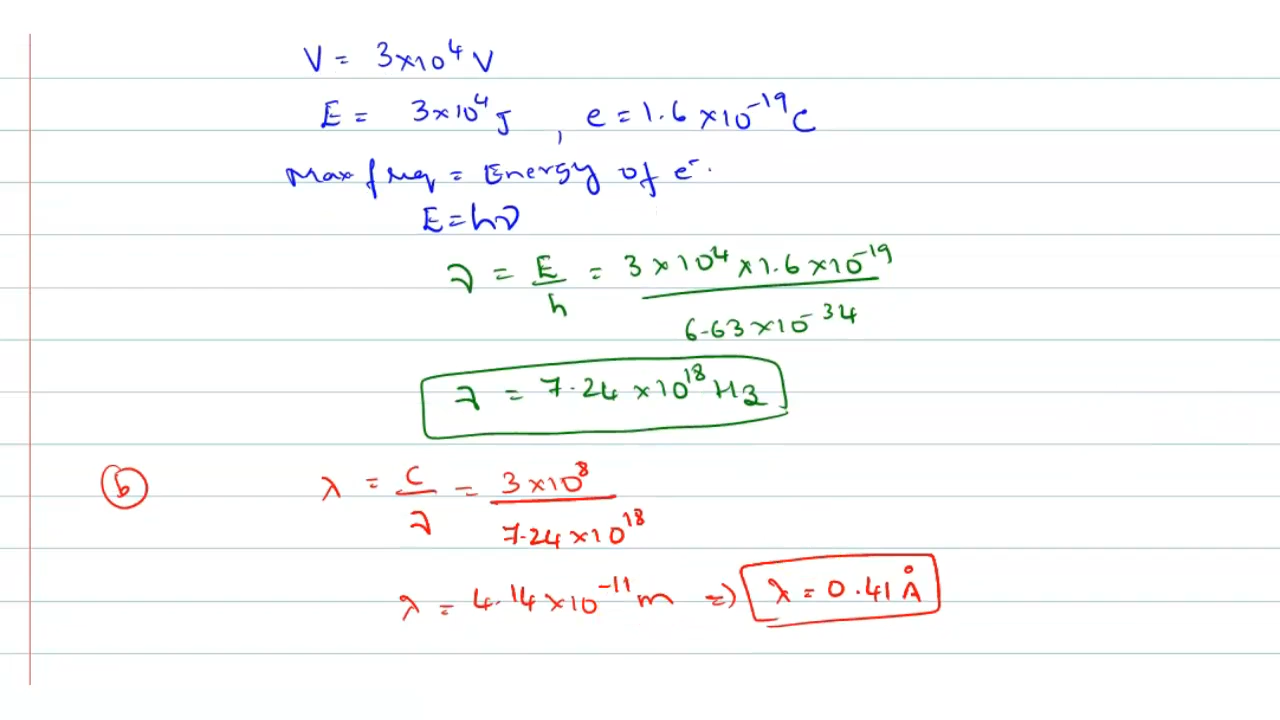 V = 3×10⁴ V
E = 3×10⁴ J , e = 1.6 ×10⁻¹⁹ C
Max freq = Energy of e⁻.
E = hν
ν = E/h = 3 × 10⁴ × 1.6 × 10⁻¹⁹ / 6.63 × 10⁻³⁴
ν = 7.24 × 10¹⁸ Hz
(b) λ = C/ν = 3 × 10⁸ / 7.24 × 10¹⁸
λ = 4.14 × 10⁻¹¹ m => λ = 0.41 Å